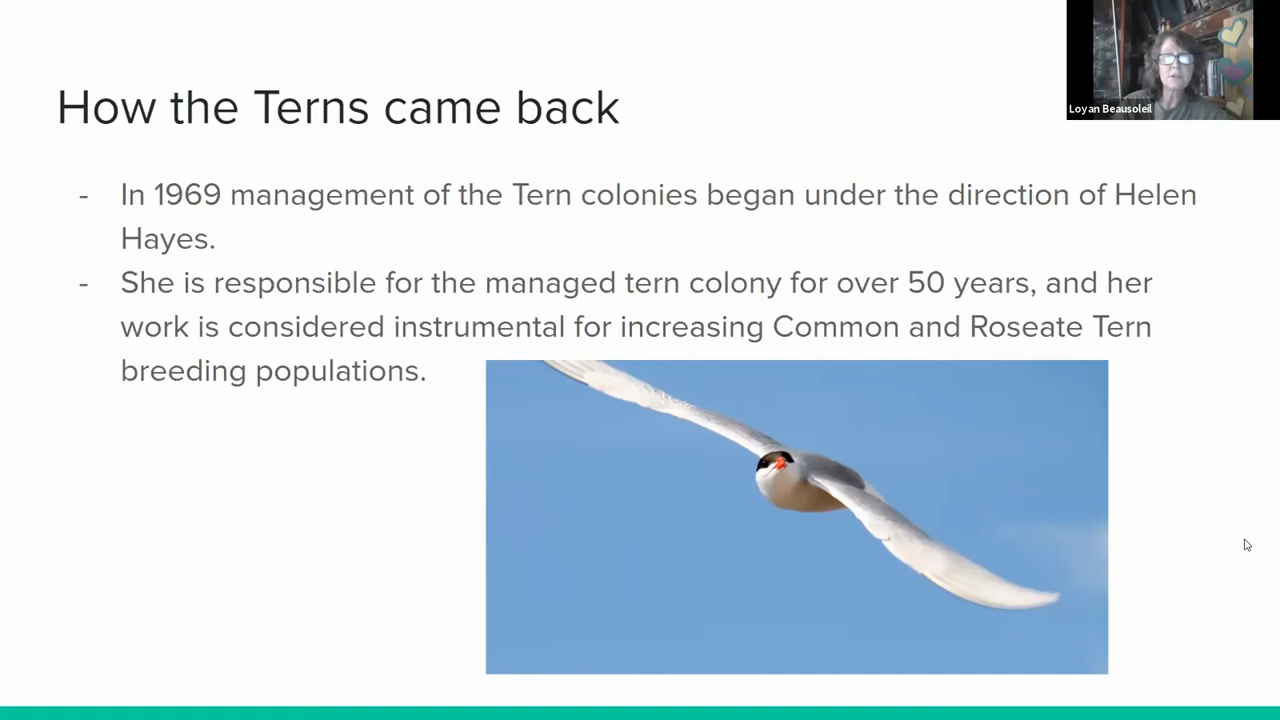 How the Terns came back
Loyan Beausoleil
- In 1969 management of the Tern colonies began under the direction of Helen
Hayes.
- She is responsible for the managed tern colony for over 50 years, and her
work is considered instrumental for increasing Common and Roseate Tern
breeding populations.